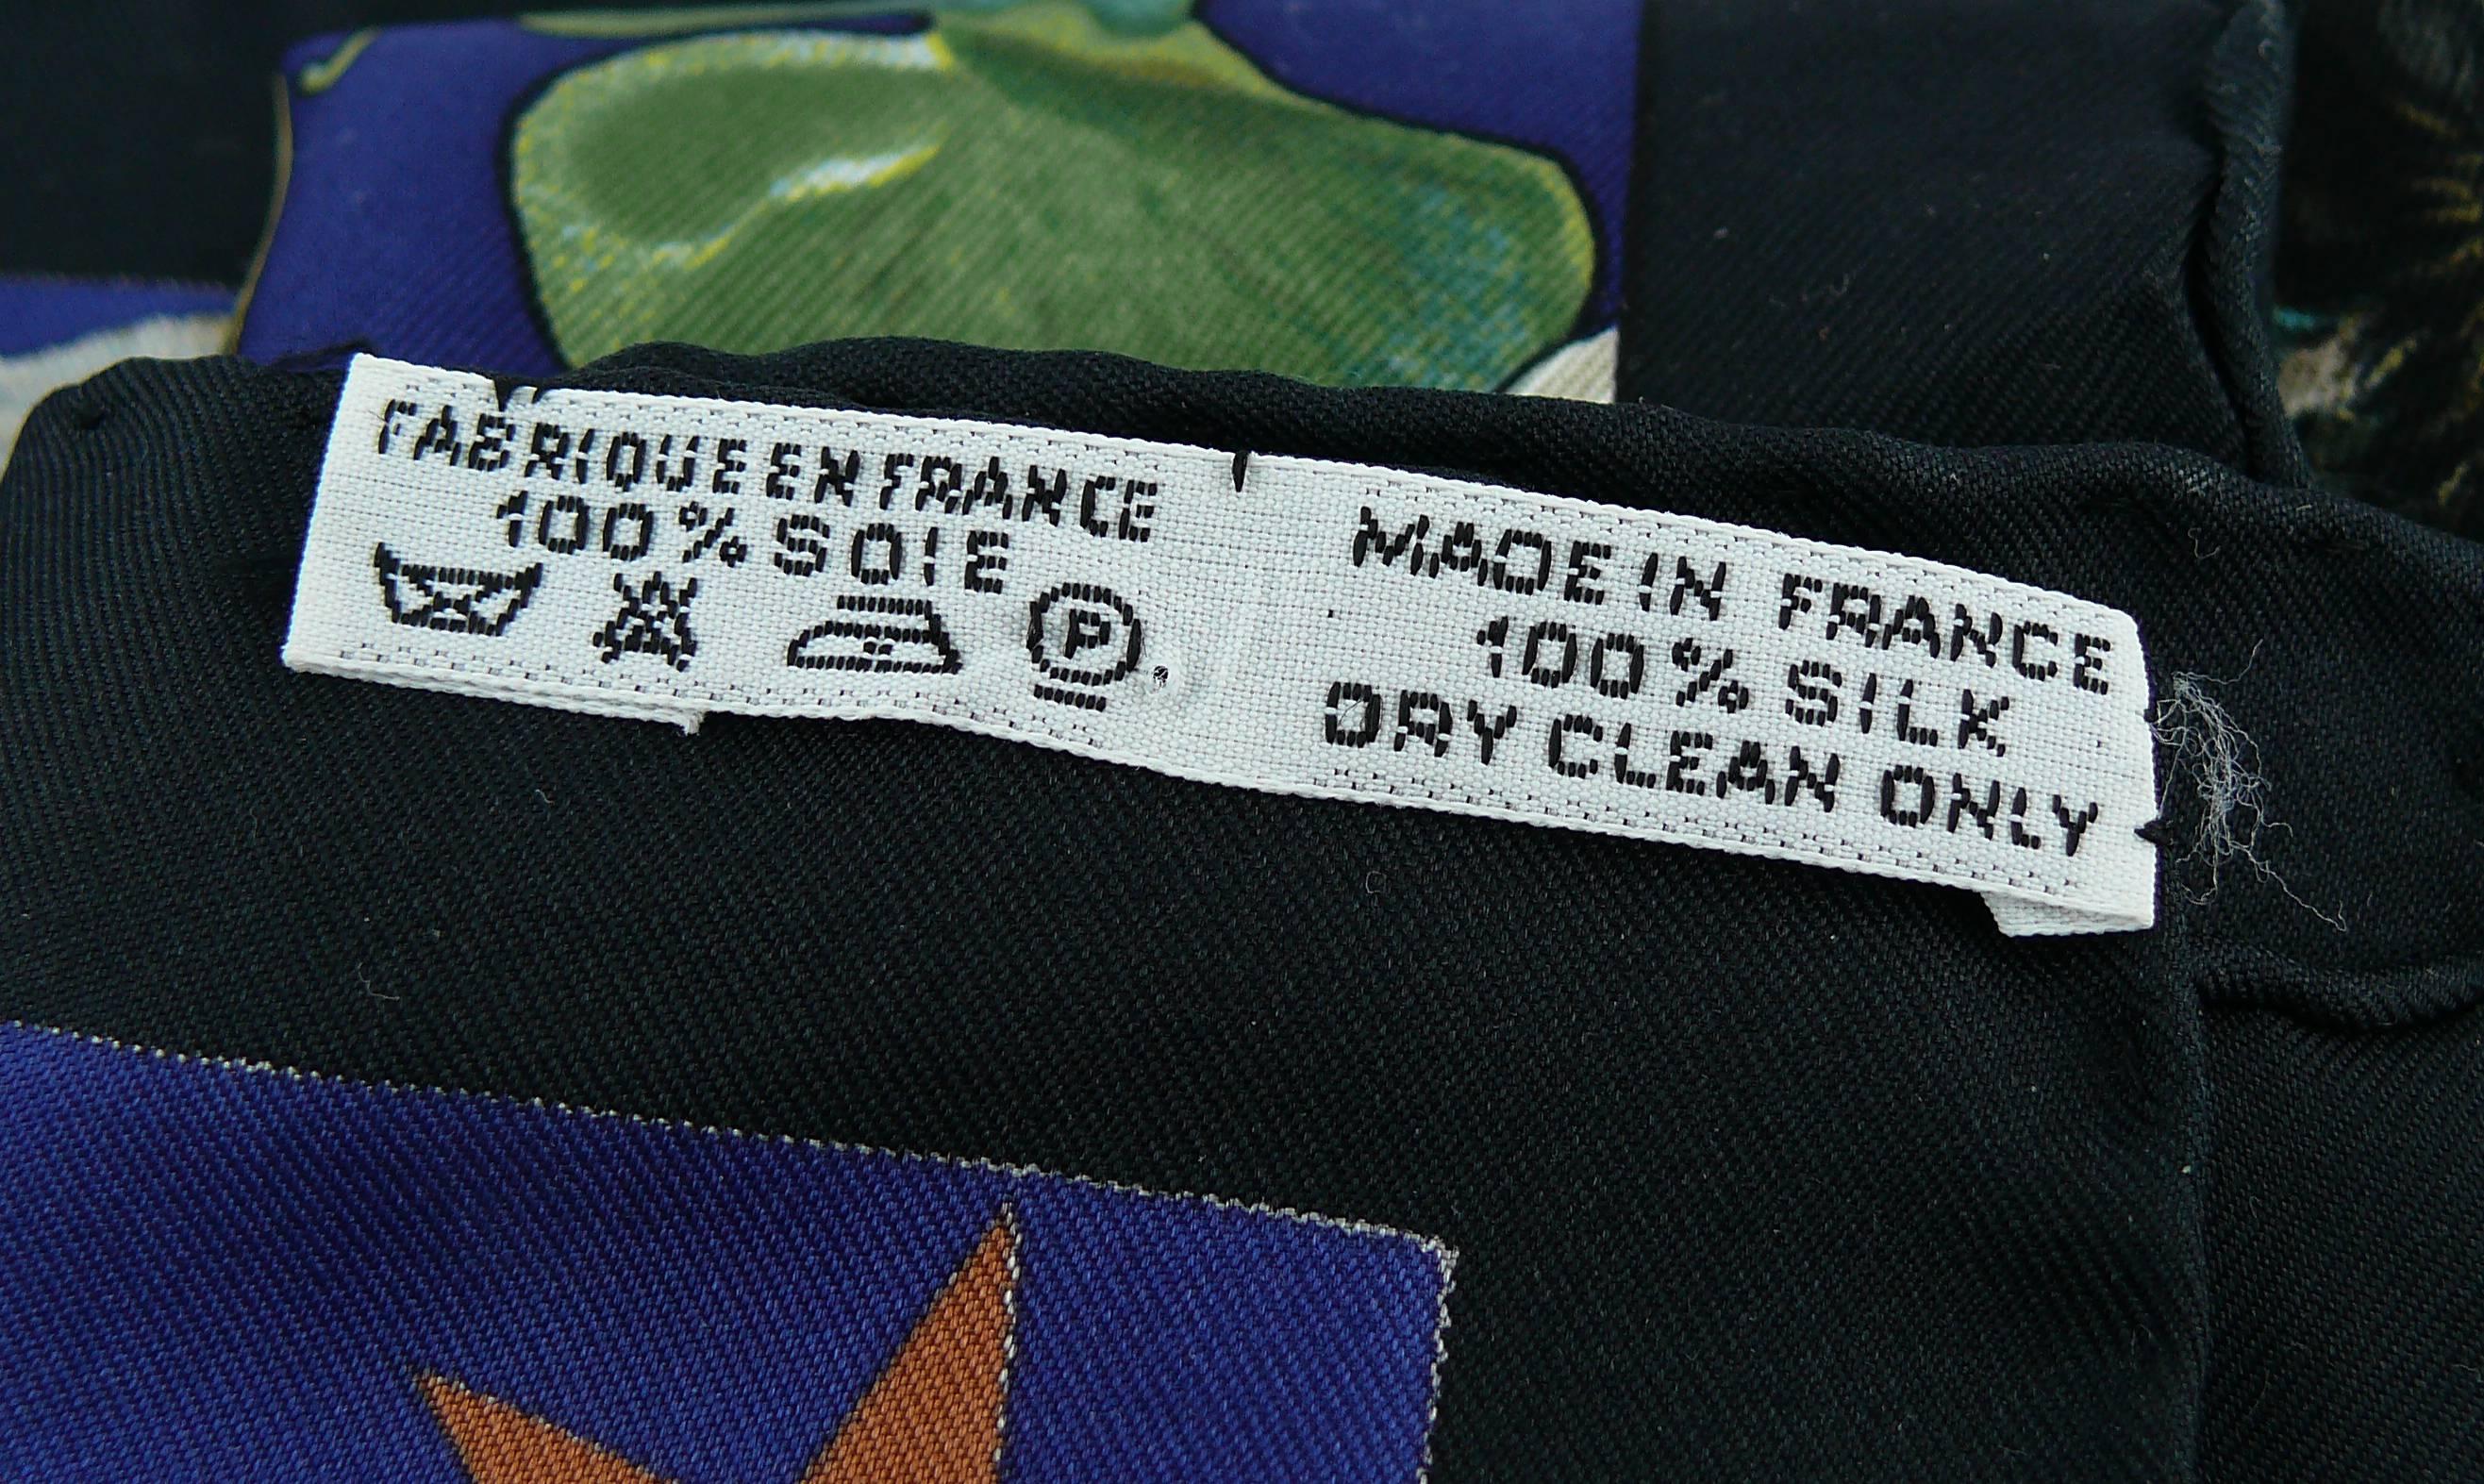 FABRIQUE EN FRANCE
100% SOIE
P
MADE IN FRANCE
100% SILK
DRY CLEAN ONLY